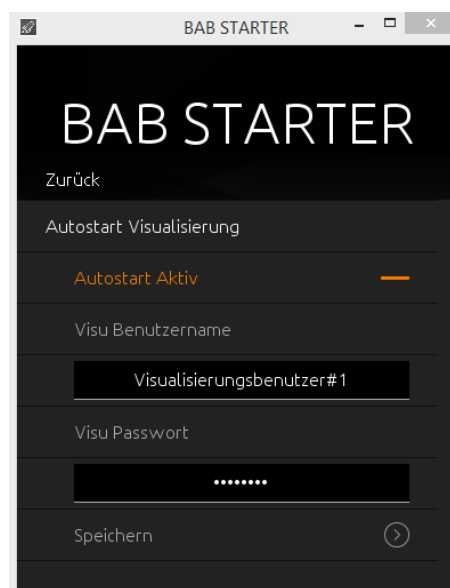 BAB STARTER
BAB STARTER
Zurück
Autostart Visualisierung
Autostart Aktiv
Visu Benutzername
Visualisierungsbenutzer#1
Visu Passwort
••••••••
Speichern